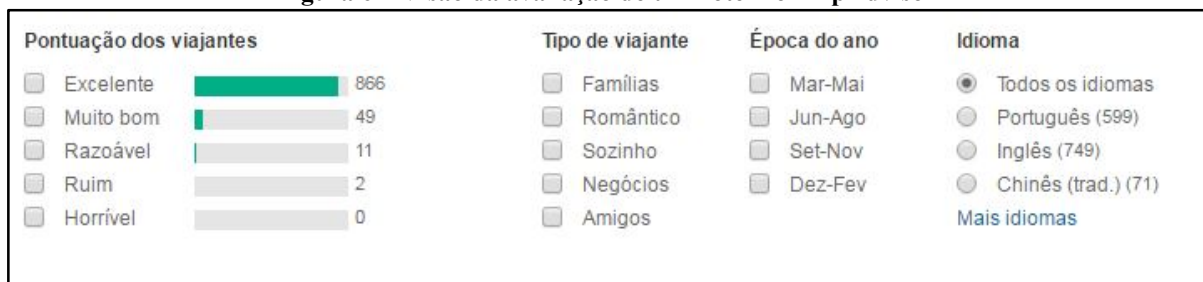 Pontuação dos viajantes
Excelente 866
Muito bom 49
Razoável 11
Ruim 2
Horrível 0
Tipo de viajante
Famílias
Romântico
Sozinho
Negócios
Amigos
Época do ano
Mar-Mai
Jun-Ago
Set-Nov
Dez-Fev
Idioma
Todos os idiomas
Português (599)
Inglês (749)
Chinês (trad.) (71)
Mais idiomas